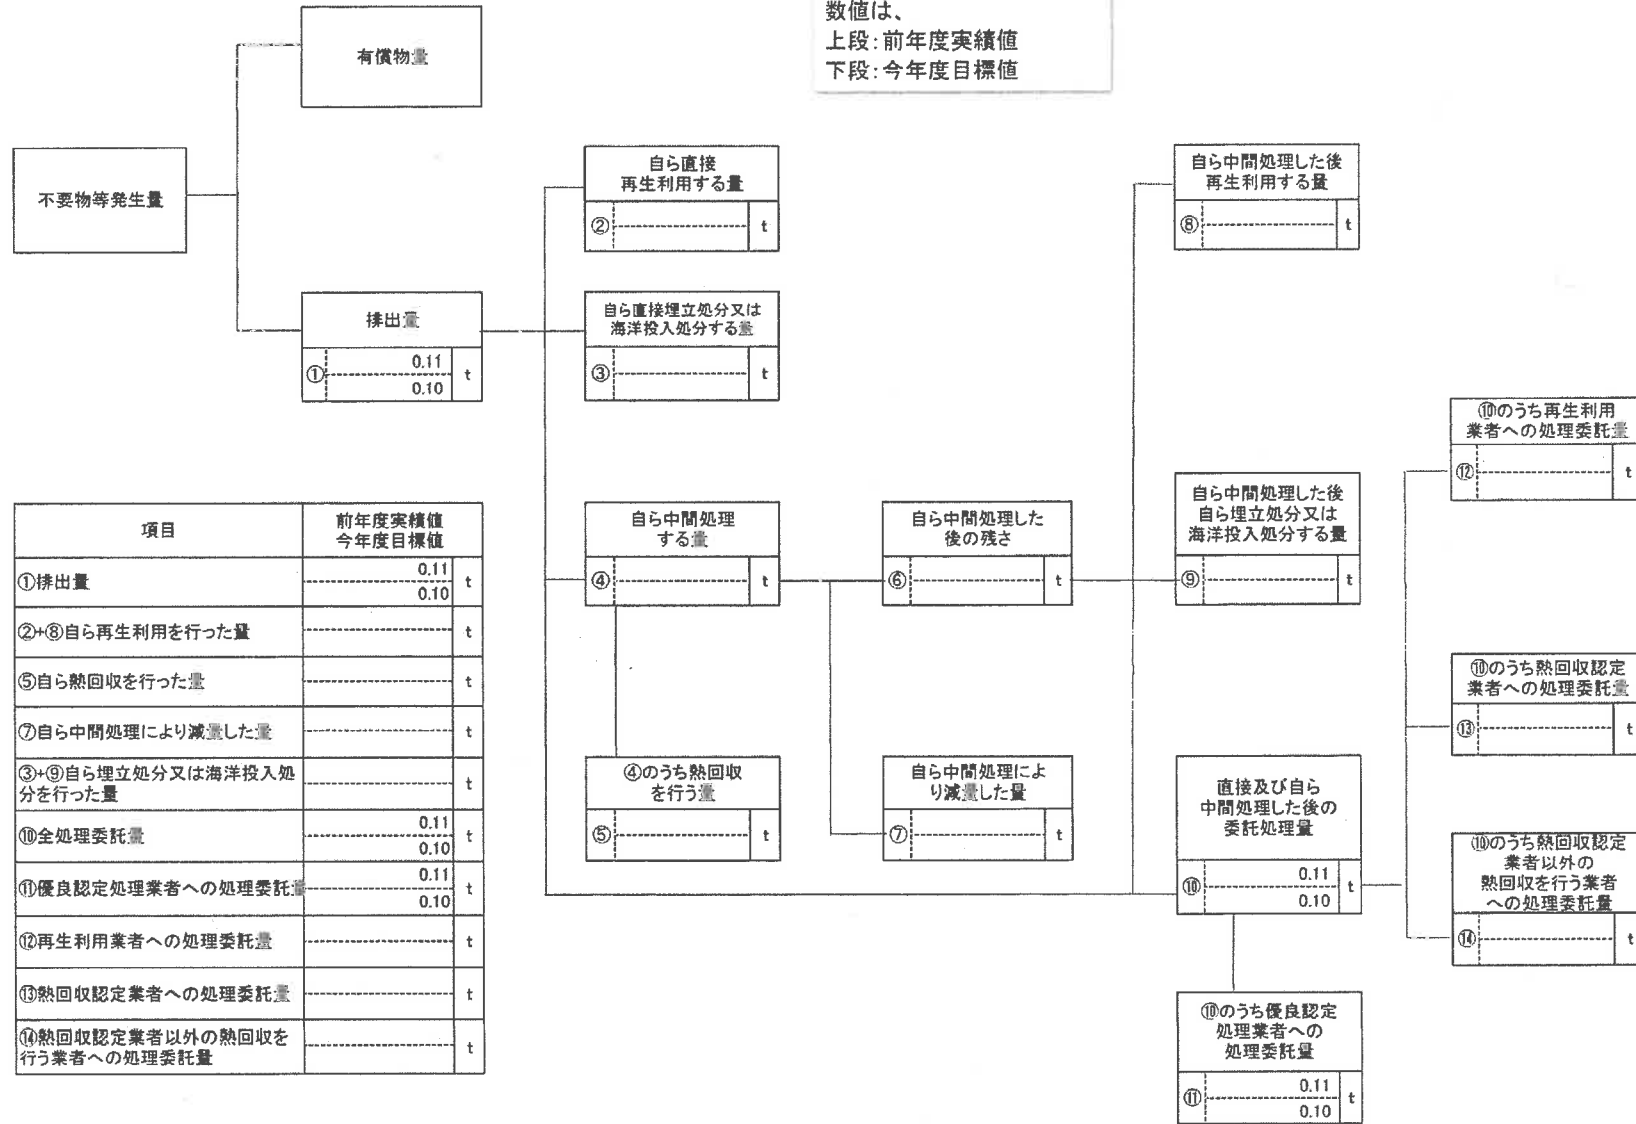 数値は、
上段:前年度実績値
下段:今年度目標値
有償物量
不要物等発生量
排出量
① 0.11 t
0.10
自ら直接
再生利用する量
② t
自ら直接埋立処分又は
海洋投入処分する量
③ t
自ら中間処理
する量
④ t
④のうち熱回収
を行う量
⑤ t
自ら中間処理した
後の残さ
⑥ t
自ら中間処理によ
り減量した量
⑦ t
自ら中間処理した後
再生利用する量
⑧ t
自ら中間処理した後
自ら埋立処分又は
海洋投入処分する量
⑨ t
直接及び自ら
中間処理した後の
委託処理量
⑩ 0.11 t
0.10
⑩のうち優良認定
処理業者への
処理委託量
⑪ 0.11 t
0.10
⑩のうち再生利用
業者への処理委託量
⑫ t
⑩のうち熱回収認定
業者への処理委託量
⑬ t
⑩のうち熱回収認定
業者以外の
熱回収を行う業者
への処理委託量
⑭ t
項目 前年度実績値
今年度目標値
①排出量 0.11 t
0.10
②+⑧自ら再生利用を行った量 t
⑤自ら熱回収を行った量 t
⑦自ら中間処理により減量した量 t
③+⑨自ら埋立処分又は海洋投入処
分を行った量 t
⑩全処理委託量 0.11 t
0.10
⑪優良認定処理業者への処理委託量 0.11 t
0.10
⑫再生利用業者への処理委託量 t
⑬熱回収認定業者への処理委託量 t
⑭熱回収認定業者以外の熱回収を
行う業者への処理委託量 t